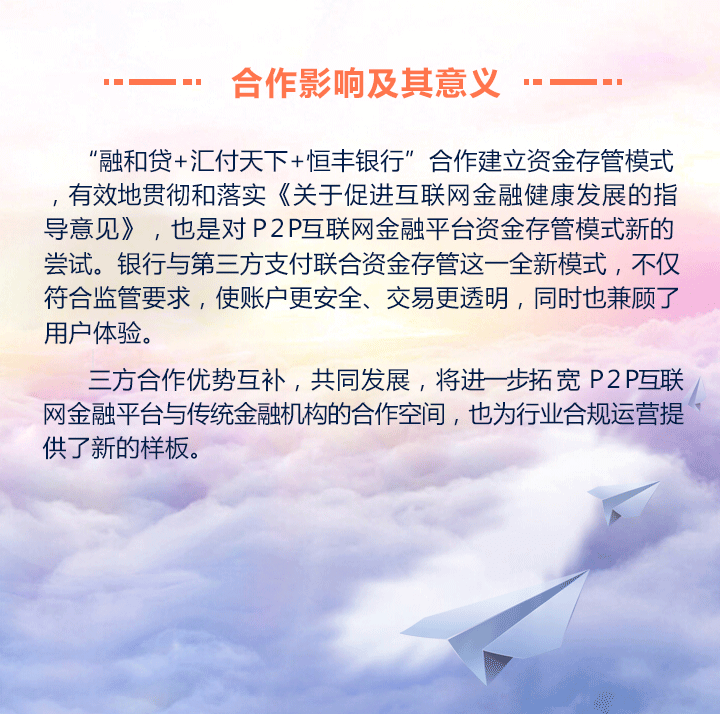 合作影响及其意义
“融和贷+汇付天下+恒丰银行”合作建立资金存管模式
，有效地贯彻和落实《关于促进互联网金融健康发展的指
导意见》，也是对 P2P互联网金融平台资金存管模式新的
尝试。银行与第三方支付联合资金存管这一全新模式，不仅
符合监管要求，使账户更安全、交易更透明，同时也兼顾了
用户体验。
三方合作优势互补，共同发展，将进一步拓宽 P2P互联
网金融平台与传统金融机构的合作空间，也为行业合规运营提
供了新的样板。